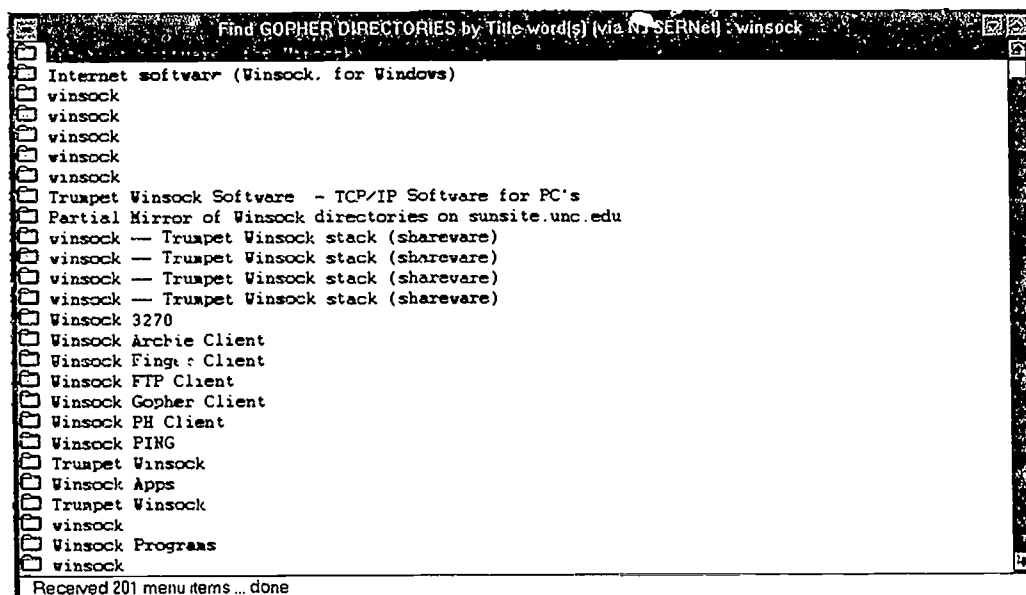 Find GOPHER DIRECTORIES by Title word(s) (via NYSERNet) : winsock
Internet software (Winsock, for Windows)
winsock
winsock
winsock
winsock
winsock
Trumpet Winsock Software - TCP/IP Software for PC's
Partial Mirror of Winsock directories on sunsite.unc.edu
winsock — Trumpet Winsock stack (shareware)
winsock — Trumpet Winsock stack (shareware)
winsock — Trumpet Winsock stack (shareware)
winsock — Trumpet Winsock stack (shareware)
Winsock 3270
Winsock Archie Client
Winsock Finger Client
Winsock FTP Client
Winsock Gopher Client
Winsock PH Client
Winsock PING
Trumpet Winsock
Winsock Apps
Trumpet Winsock
winsock
Winsock Programs
winsock
Received 201 menu items ... done